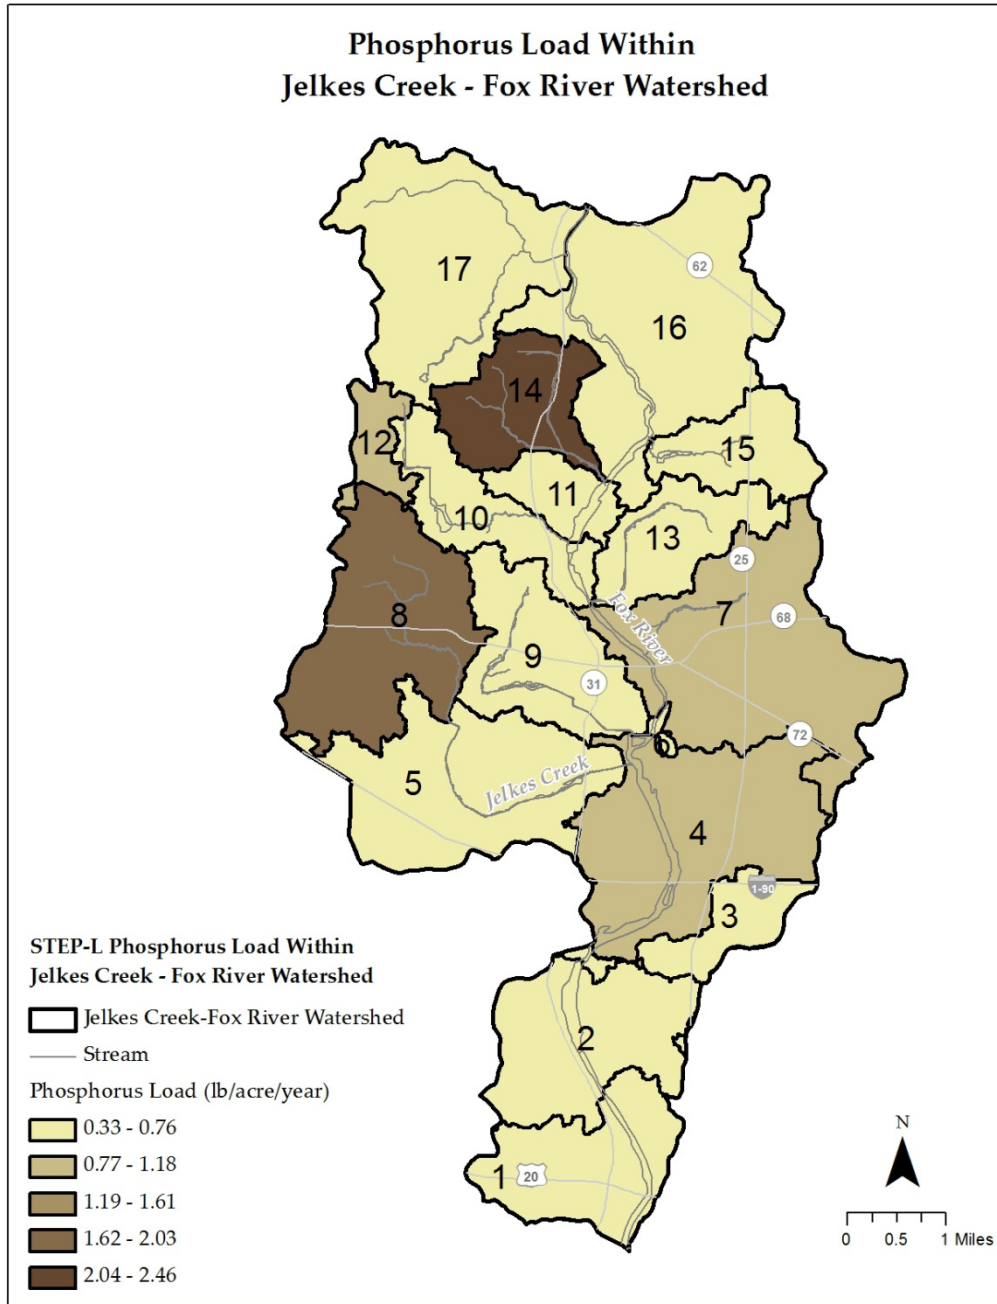 Phosphorus Load Within
Jelkes Creek - Fox River Watershed
17
62
16
14
12
15
11
10
13
25
7
8
68
Fox River
9
31
72
6
5
Jelkes Creek
4
1-90
3
STEP-L Phosphorus Load Within
Jelkes Creek - Fox River Watershed
Jelkes Creek-Fox River Watershed
Stream
2
Phosphorus Load (lb/acre/year)
0.33 - 0.76
0.77 - 1.18
1.19 - 1.61
1.62 - 2.03
2.04 - 2.46
1
20
N
0 0.5 1 Miles